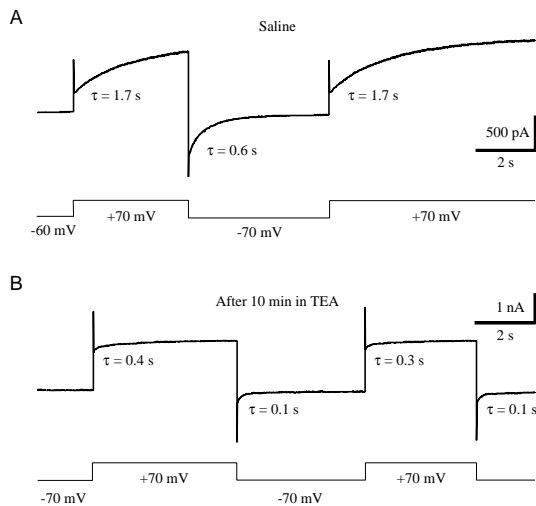 A
Saline
τ = 1.7 s
τ = 1.7 s
τ = 0.6 s
500 pA
2 s
-60 mV
+70 mV
-70 mV
+70 mV
B
After 10 min in TEA
1 nA
2 s
τ = 0.4 s
τ = 0.3 s
τ = 0.1 s
τ = 0.1 s
-70 mV
+70 mV
-70 mV
+70 mV